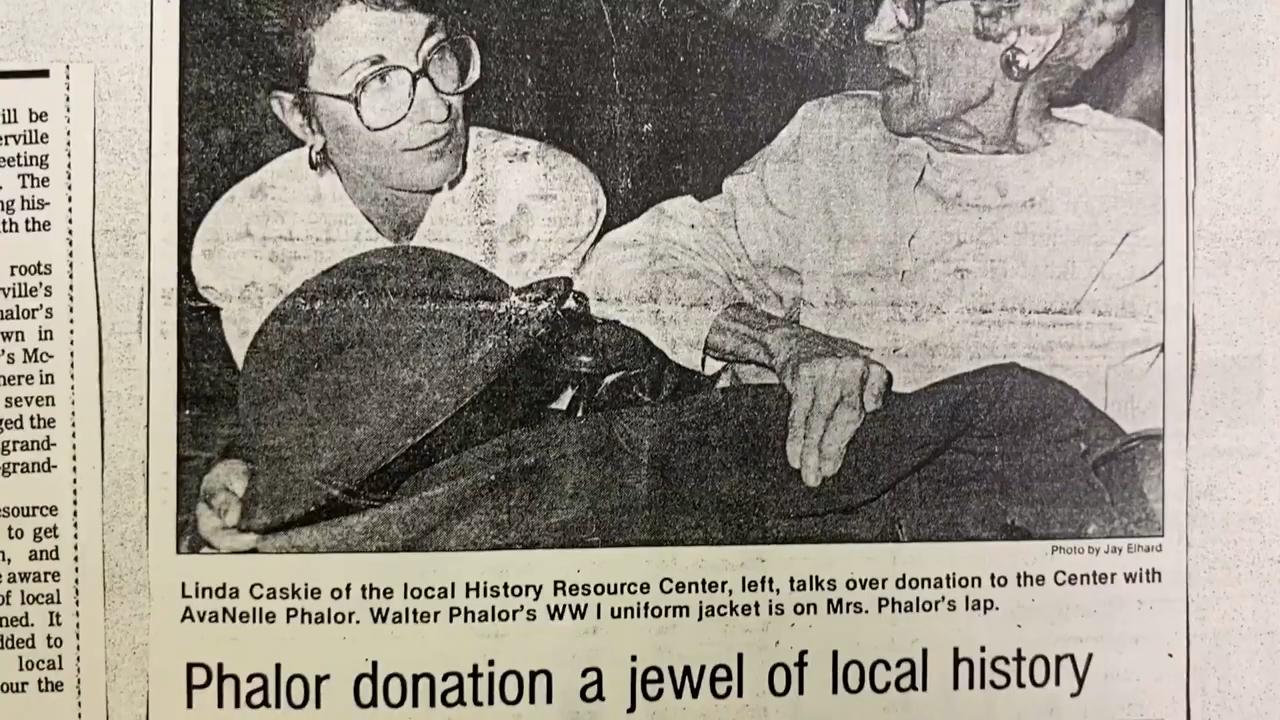 ill be
erville
eeting
. The
ng his-
th the
roots
ville's
halor's
wn in
's Mc-
here in
seven
ged the
grand-
-grand-
esource
to get
n, and
e aware
of local
ned. It
dded to
local
our the
Photo by Jay Elhard
Linda Caskie of the local History Resource Center, left, talks over donation to the Center with
AvaNelle Phalor. Walter Phalor's WW I uniform jacket is on Mrs. Phalor's lap.
Phalor donation a jewel of local history